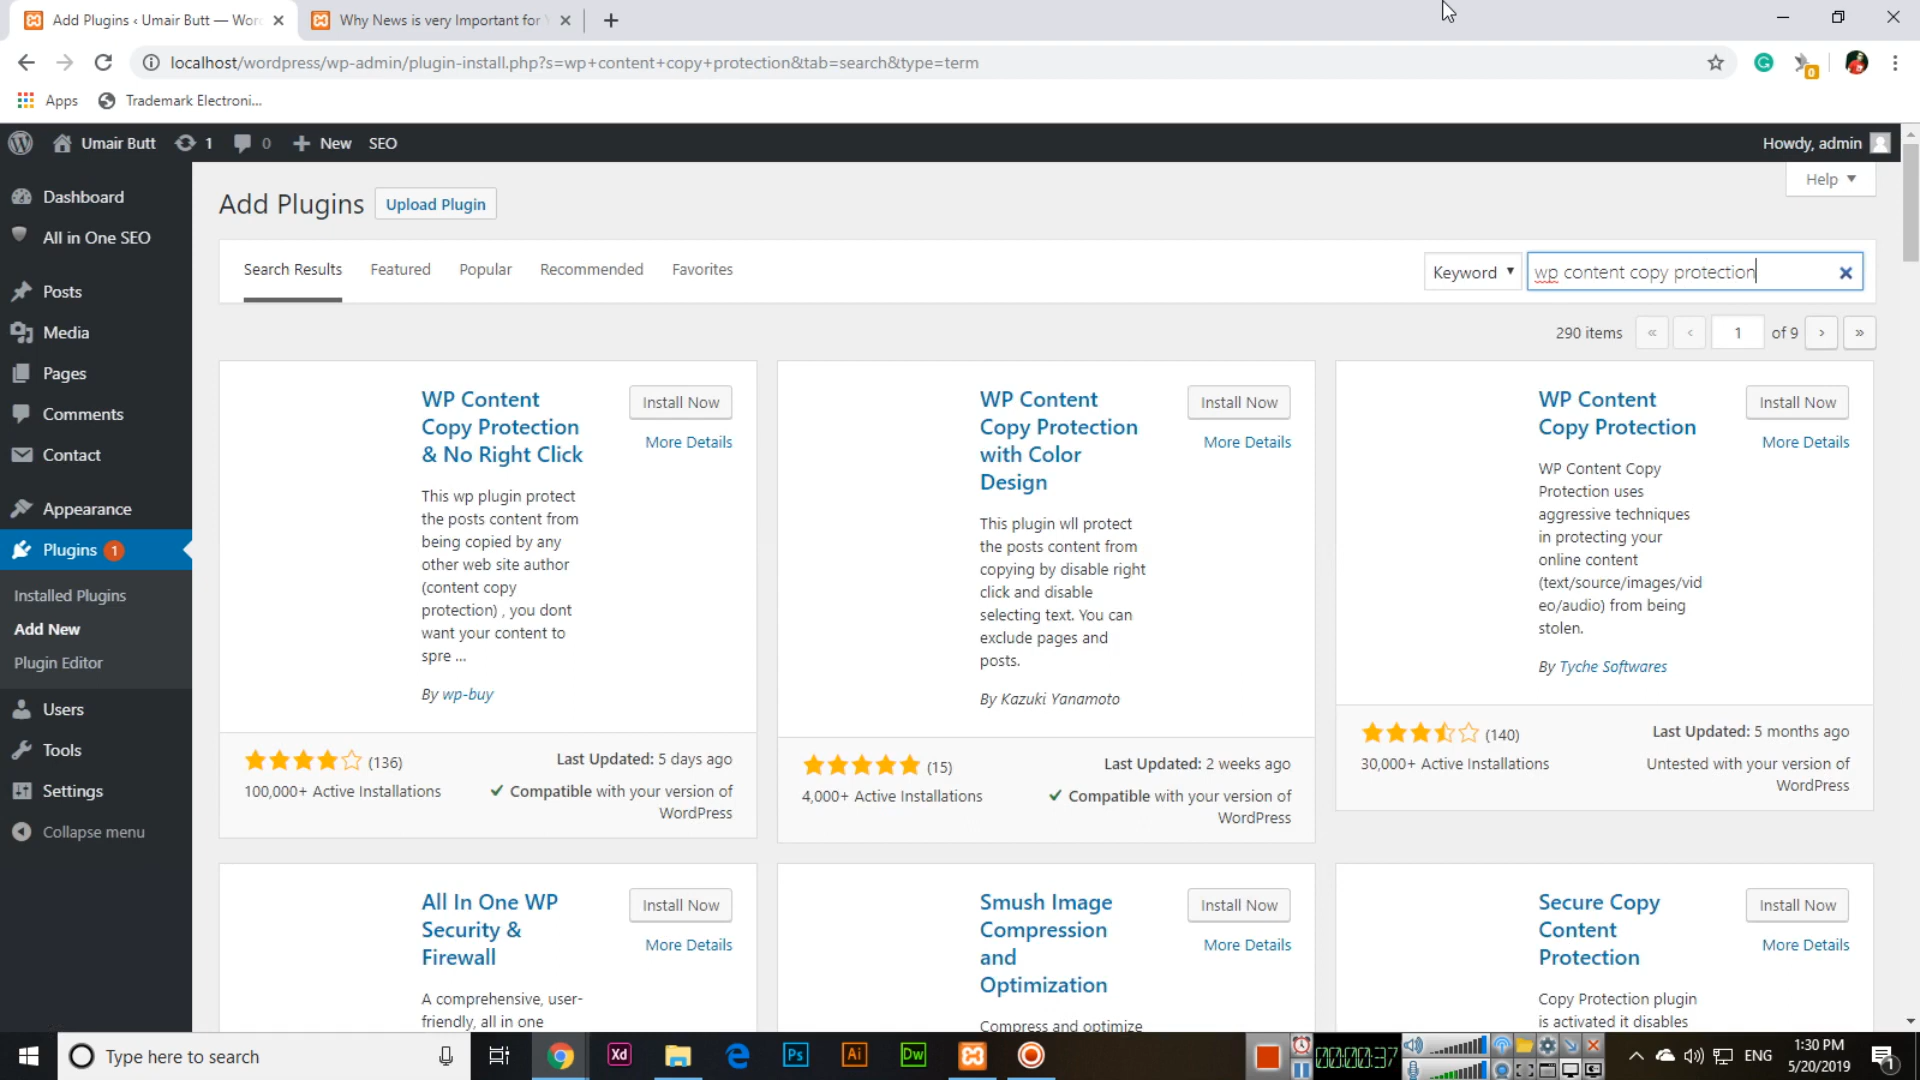 Add Plugins ‹ Umair Butt — Wor
Why News is very Important for
localhost/wordpress/wp-admin/plugin-install.php?s=wp+content+copy+protection&tab=search&type=term
0
Apps
Trademark Electroni...
Umair Butt
1
0
New
SEO
Howdy, admin
Help
Dashboard
All in One SEO
Posts
Media
Pages
Comments
Contact
Appearance
Plugins 1
Installed Plugins
Add New
Plugin Editor
Users
Tools
Settings
Collapse menu
Add Plugins
Upload Plugin
Search Results
Featured
Popular
Recommended
Favorites
Keyword
wp content copy protection
290 items
«
‹
1
of 9
›
»
WP Content
Copy Protection
& No Right Click
Install Now
More Details
This wp plugin protect
the posts content from
being copied by any
other web site author
(content copy
protection) , you dont
want your content to
spre ...
By wp-buy
(136)
Last Updated: 5 days ago
100,000+ Active Installations
✓ Compatible with your version of
WordPress
WP Content
Copy Protection
with Color
Design
Install Now
More Details
This plugin wll protect
the posts content from
copying by disable right
click and disable
selecting text. You can
exclude pages and
posts.
By Kazuki Yanamoto
(15)
Last Updated: 2 weeks ago
4,000+ Active Installations
✓ Compatible with your version of
WordPress
WP Content
Copy Protection
Install Now
More Details
WP Content Copy
Protection uses
aggressive techniques
in protecting your
online content
(text/source/images/vid
eo/audio) from being
stolen.
By Tyche Softwares
(140)
Last Updated: 5 months ago
30,000+ Active Installations
Untested with your version of
WordPress
All In One WP
Security &
Firewall
Install Now
More Details
A comprehensive, user-
friendly, all in one
Smush Image
Compression
and
Optimization
Install Now
More Details
Compress and optimize
Secure Copy
Content
Protection
Install Now
More Details
Copy Protection plugin
is activated it disables
Type here to search
Xd
Ps
Ai
Dw
00:00:37
ENG
1:30 PM
5/20/2019
1